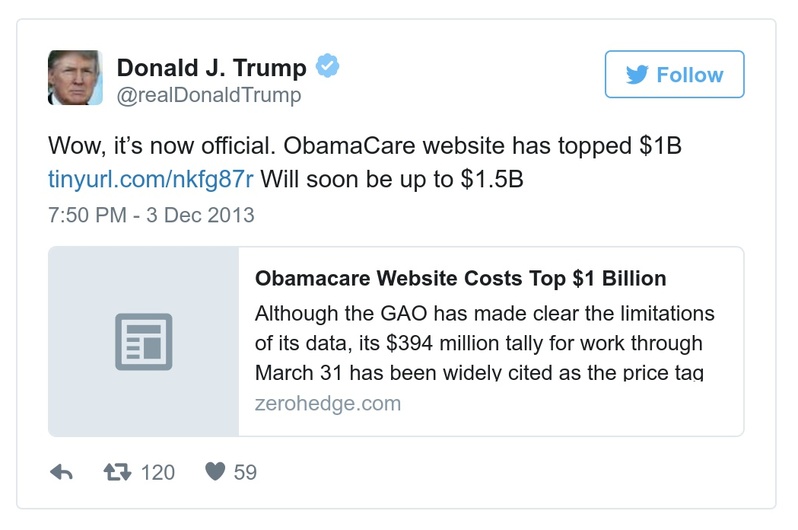 Donald J. Trump
@realDonaldTrump
Follow
Wow, it’s now official. ObamaCare website has topped $1B
tinyurl.com/nkfg87r Will soon be up to $1.5B
7:50 PM - 3 Dec 2013
Obamacare Website Costs Top $1 Billion
Although the GAO has made clear the limitations
of its data, its $394 million tally for work through
March 31 has been widely cited as the price tag
zerohedge.com
120
59